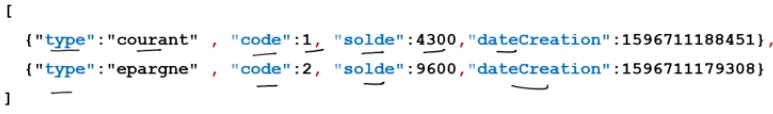 [
{"type":"courant" , "code":1, "solde":4300,"dateCreation":1596711188451},
{"type":"epargne" , "code":2, "solde":9600,"dateCreation":1596711179308}
]